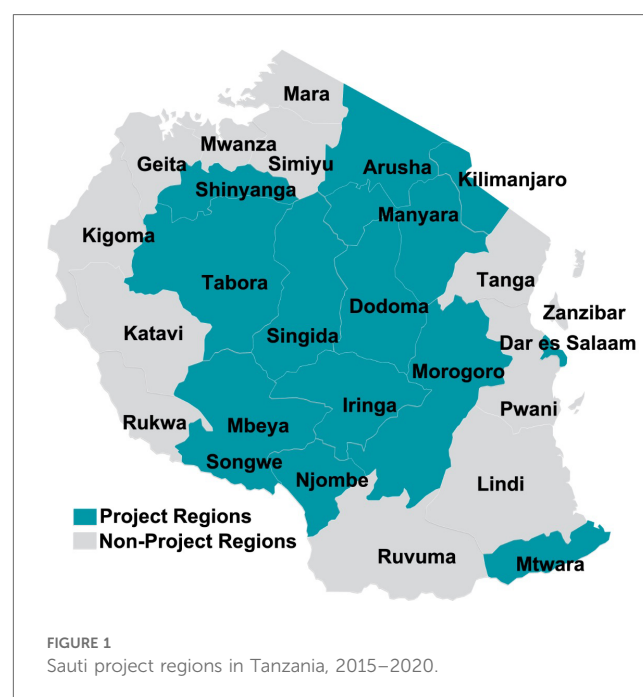 Mara
Mwanza
Geita
Simiyu
Arusha
Kilimanjaro
Shinyanga
Manyara
Kigoma
Tanga
Tabora
Dodoma
Zanzibar
Katavi
Singida
Dar es Salaam
Morogoro
Iringa
Pwani
Rukwa
Mbeya
Songwe
Njombe
Lindi
Project Regions
Non-Project Regions
Ruvuma
Mtwara
FIGURE 1
Sauti project regions in Tanzania, 2015–2020.